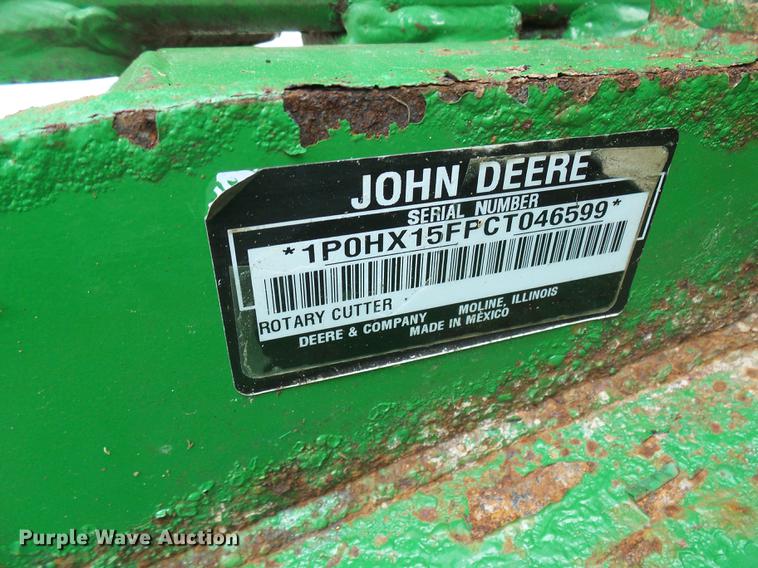 JOHN DEERE
SERIAL NUMBER
*1P0HX15FPCT046599*
ROTARY CUTTER
DEERE & COMPANY MOLINE, ILLINOIS
MADE IN MEXICO
Purple Wave Auction